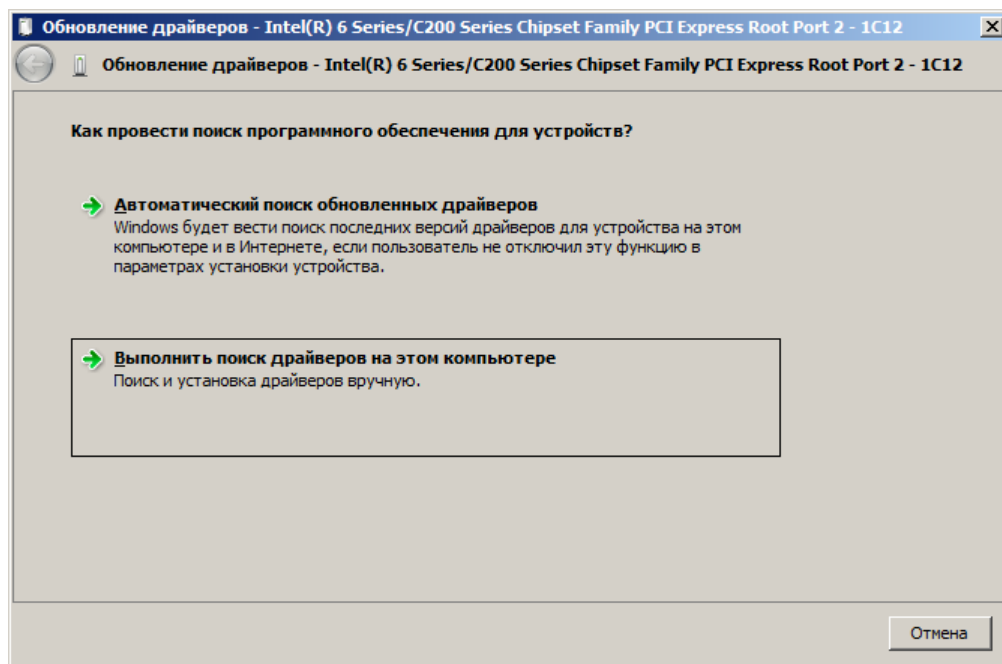 Обновление драйверов - Intel(R) 6 Series/C200 Series Chipset Family PCI Express Root Port 2 - 1C12
Обновление драйверов - Intel(R) 6 Series/C200 Series Chipset Family PCI Express Root Port 2 - 1C12
Как провести поиск программного обеспечения для устройств?
Автоматический поиск обновленных драйверов
Windows будет вести поиск последних версий драйверов для устройства на этом
компьютере и в Интернете, если пользователь не отключил эту функцию в
параметрах установки устройства.
Выполнить поиск драйверов на этом компьютере
Поиск и установка драйверов вручную.
Отмена